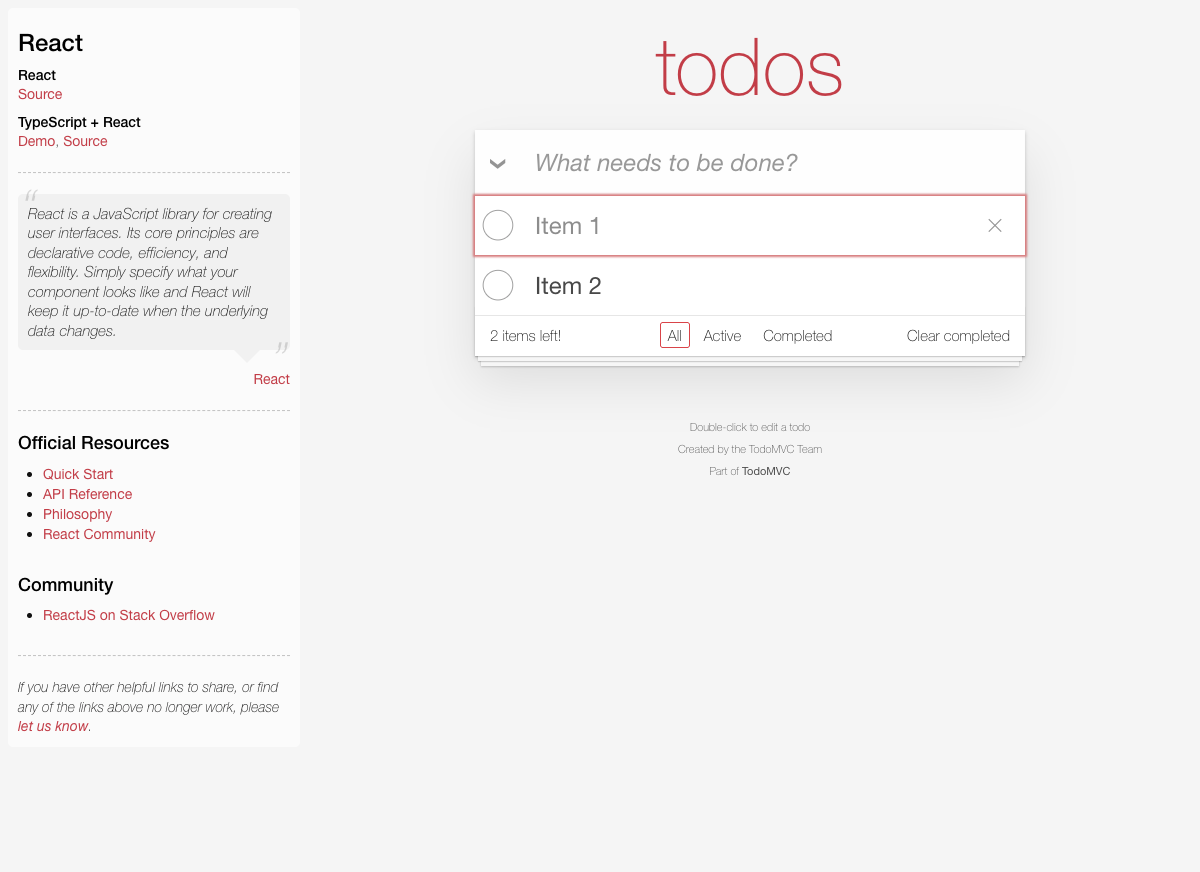 React
React
Source
TypeScript + React
Demo, Source
“
React is a JavaScript library for creating
user interfaces. Its core principles are
declarative code, efficiency, and
flexibility. Simply specify what your
component looks like and React will
keep it up-to-date when the underlying
data changes.
”
React
Official Resources
Quick Start
API Reference
Philosophy
React Community
Community
ReactJS on Stack Overflow
If you have other helpful links to share, or find
any of the links above no longer work, please
let us know.
todos
What needs to be done?
Item 1
Item 2
2 items left! All Active Completed Clear completed
Double-click to edit a todo
Created by the TodoMVC Team
Part of TodoMVC